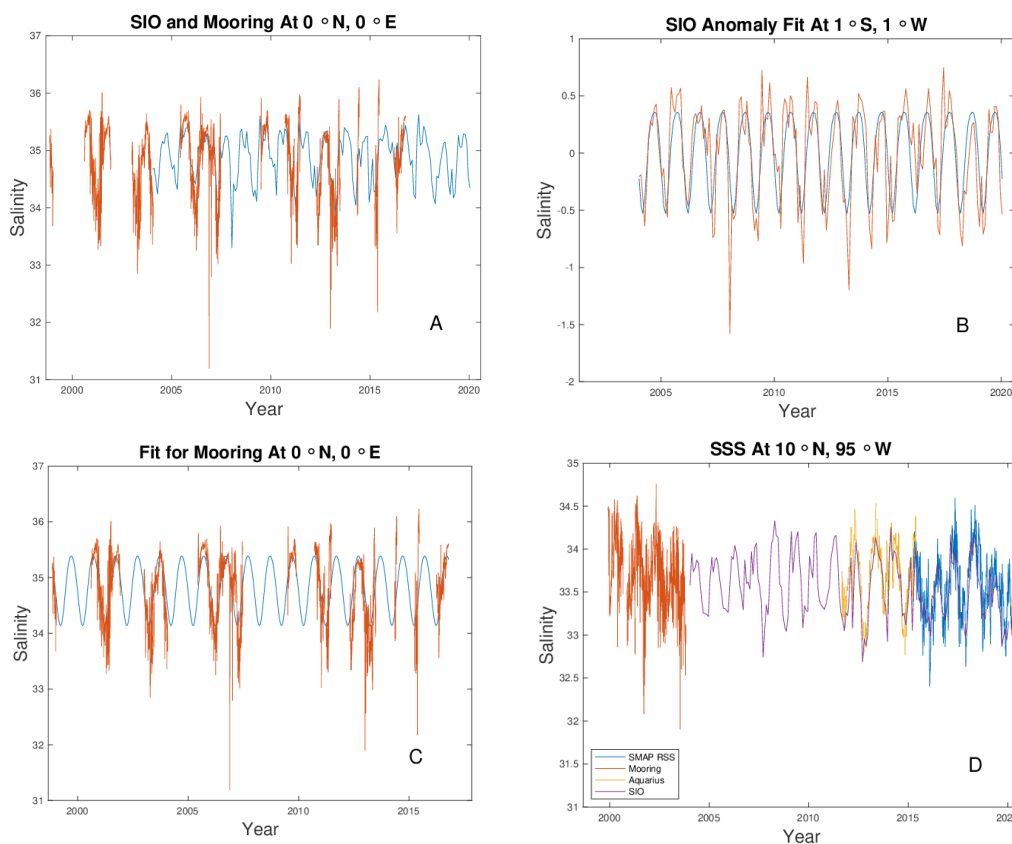 SIO and Mooring At 0 °N, 0 °E
37
36
35
34
33
32
31
Salinity
2000 2005 2010 2015 2020
Year
A
SIO Anomaly Fit At 1 °S, 1 °W
1
0.5
0
-0.5
-1
-1.5
-2
Salinity
2005 2010 2015 2020
Year
B
Fit for Mooring At 0 °N, 0 °E
37
36
35
34
33
32
31
Salinity
2000 2005 2010 2015
Year
C
SSS At 10 °N, 95 °W
35
34.5
34
33.5
33
32.5
32
31.5
31
Salinity
SMAP RSS
Mooring
Aquarius
SIO
2000 2005 2010 2015
Year
D